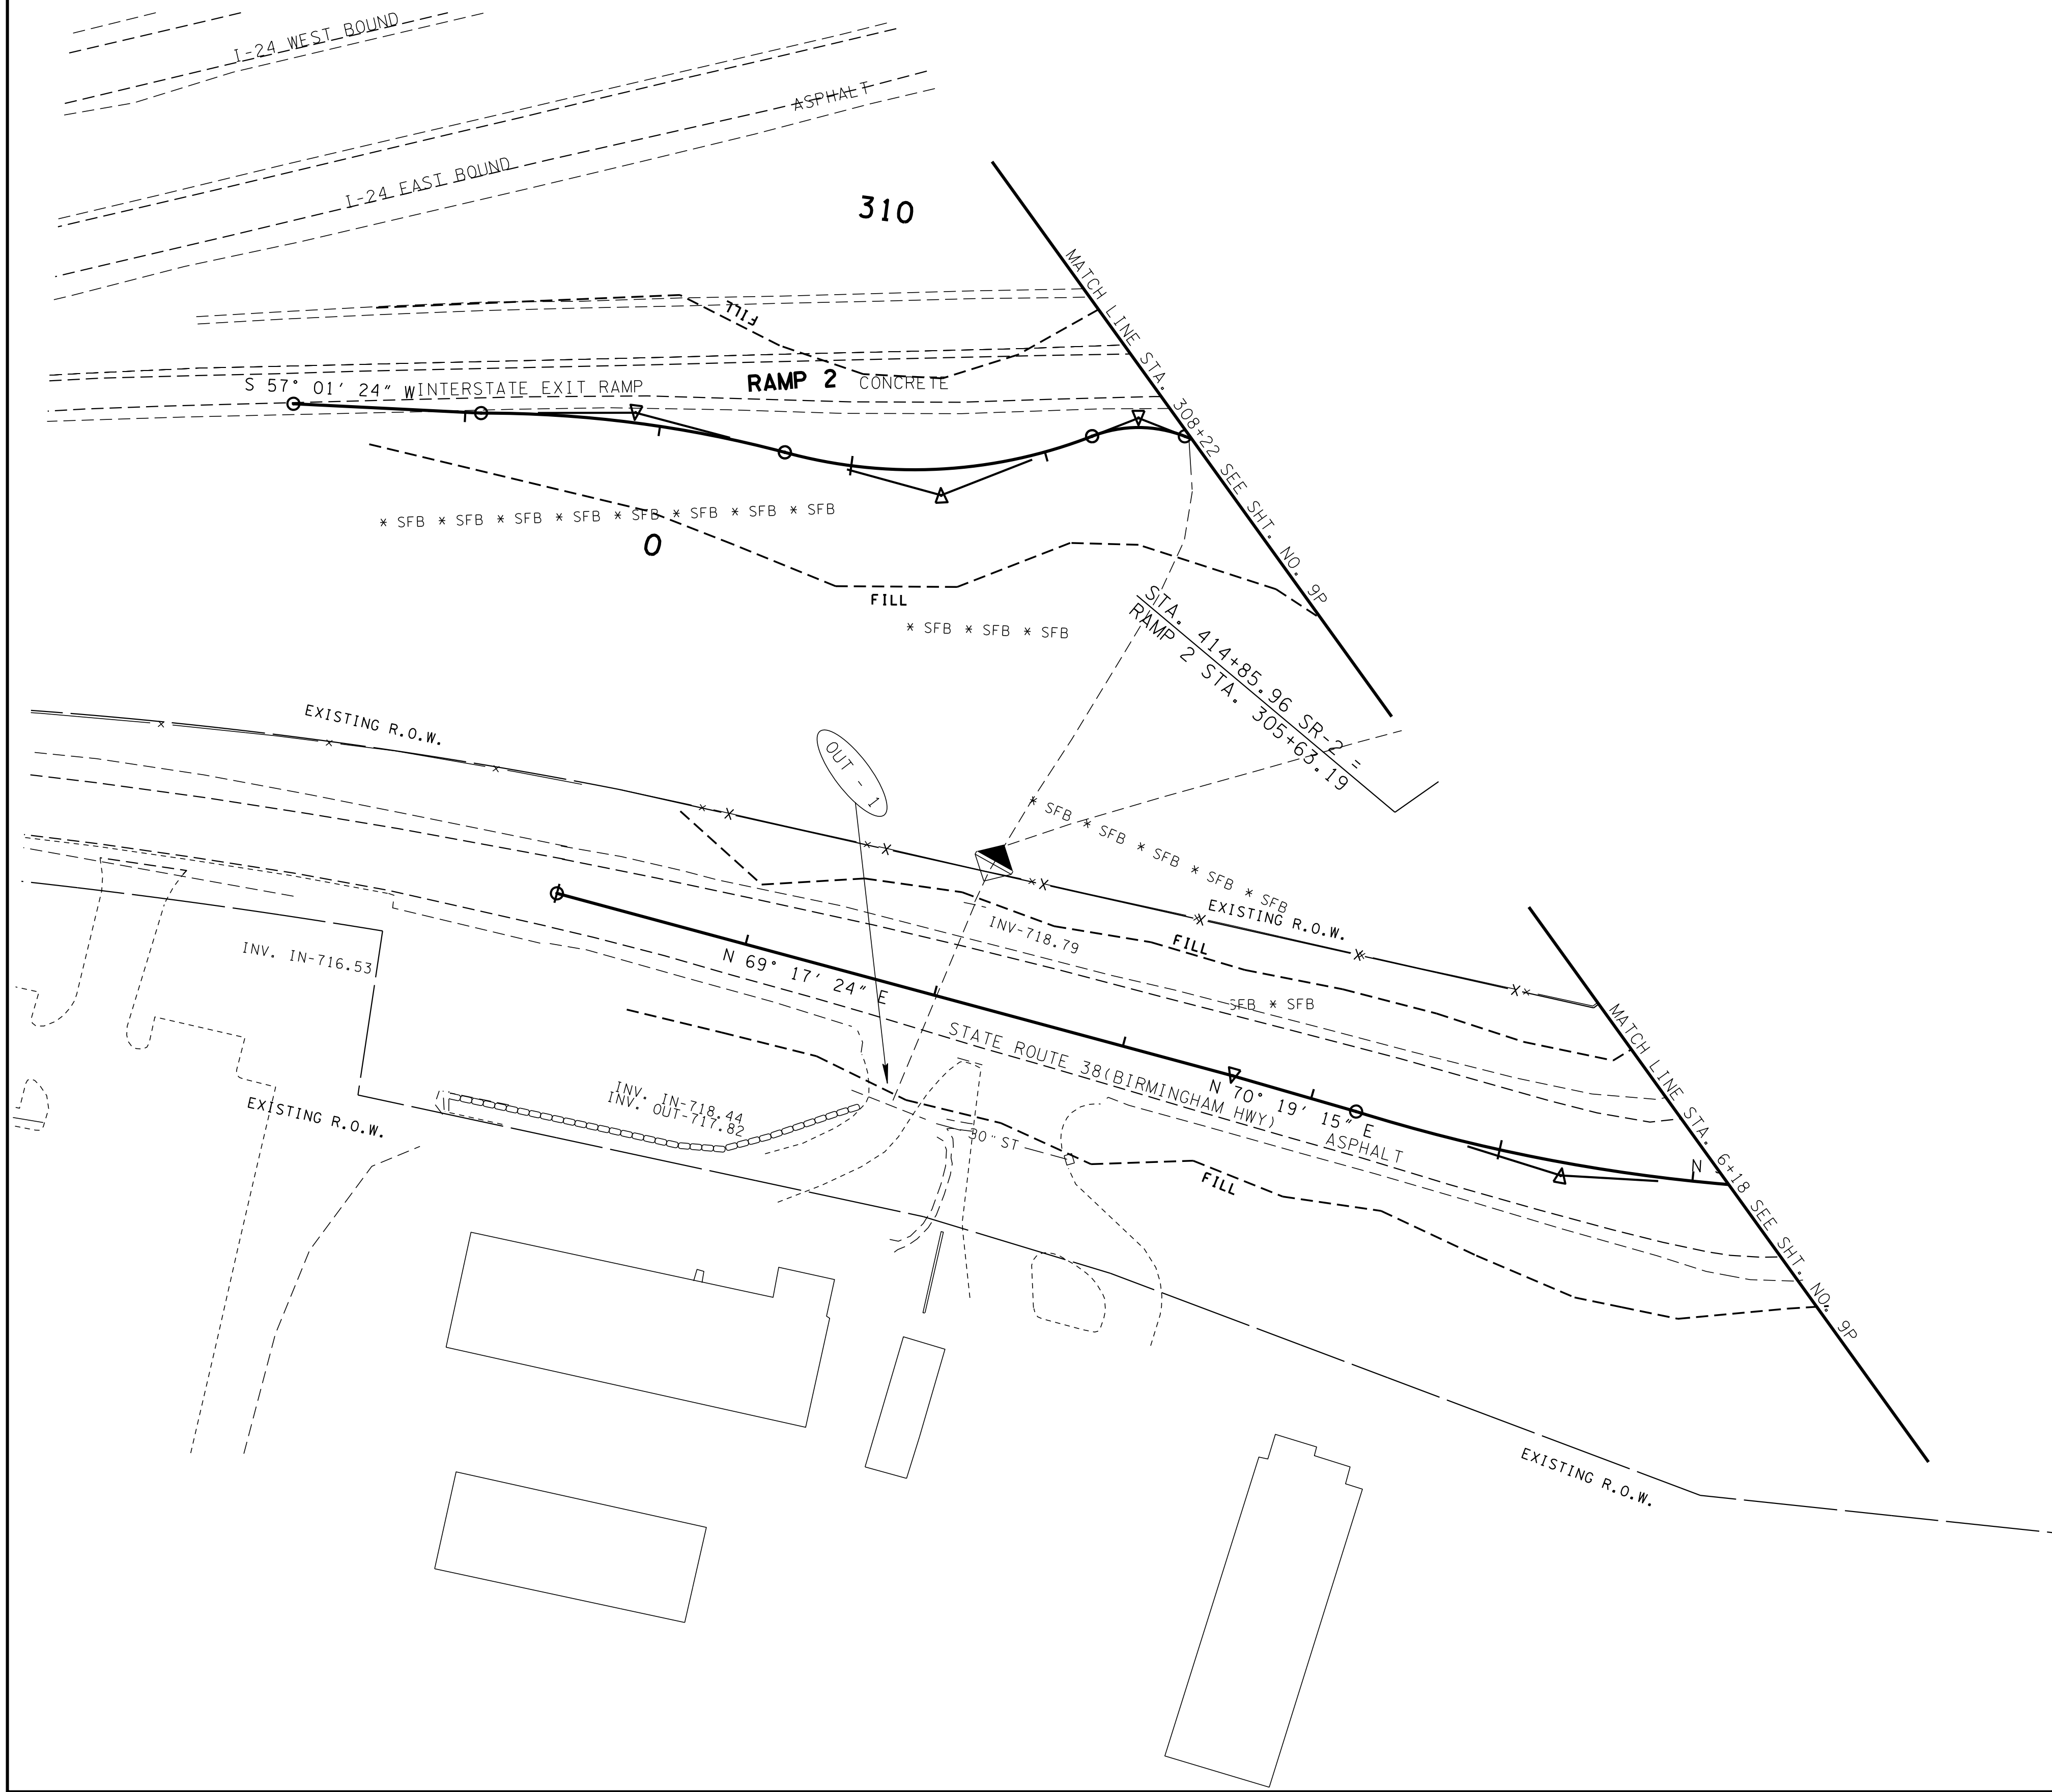 I-24 WEST BOUND
ASPHALT
I-24 EAST BOUND
310
MATCH LINE STA. 308+22 SEE SHT. NO. 9P
FILL
S 57° 01' 24" W
INTERSTATE EXIT RAMP
RAMP 2
CONCRETE
* SFB * SFB * SFB * SFB * SFB * SFB * SFB * SFB
0
FILL
* SFB * SFB * SFB
STA. 414+85.96 SR-2 =
RAMP 2 STA. 305+63.19
EXISTING R.O.W.
OUT - 1
* SFB * SFB * SFB * SFB * SFB
EXISTING R.O.W.
INV-718.79
FILL
INV. IN-716.53
N 69° 17' 24" E
SFB * SFB
STATE ROUTE 38(BIRMINGHAM HWY)
MATCH LINE STA. 6+18 SEE SHT. NO. 9P
N 70° 19' 15" E
INV. IN-718.44
INV. OUT-717.82
EXISTING R.O.W.
30" ST
ASPHALT
N
FILL
EXISTING R.O.W.